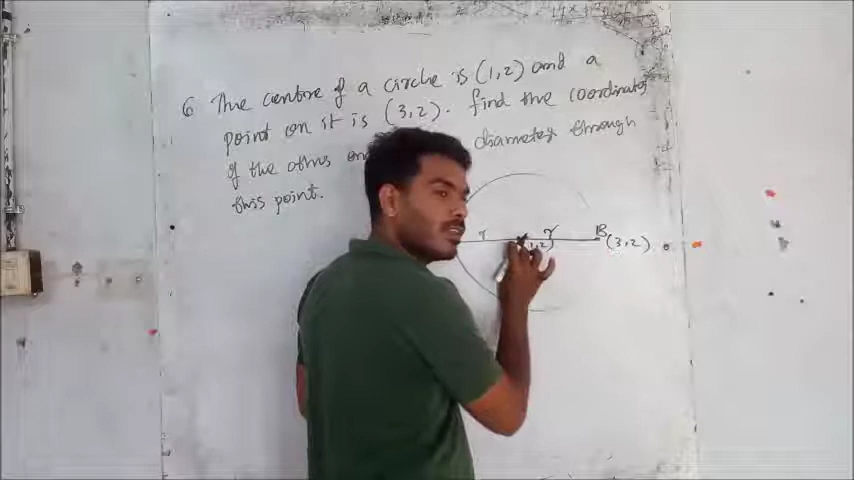 6 The centre of a circle is (1,2) and a
point on it is (3,2). find the coordinates
of the other diameter through
this point.
r r B (3,2)
1,2)